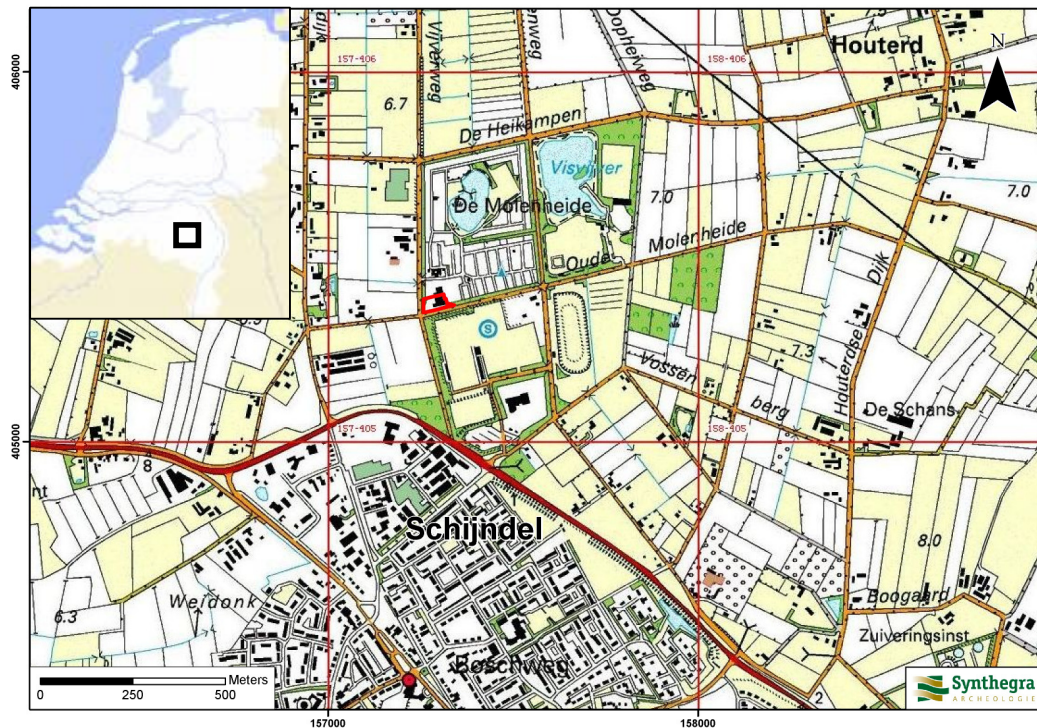 406000
405000
157-406
158-406
157-405
158-405
Vijverweg
Houterd
N
6.7
De Heikampen
Visvijver
De Molenheide
7.0
7.0
Oude
Molenheide
S
Dijk
Houterdse
7.3
Vossen
berg
De Schans
8
Schijndel
8.0
Weidonk
6.3
Boschweg
Boogaard
Zuiveringsinst
2
Meters
0 250 500
157000
158000
Synthegra
ARCHEOLOGIE